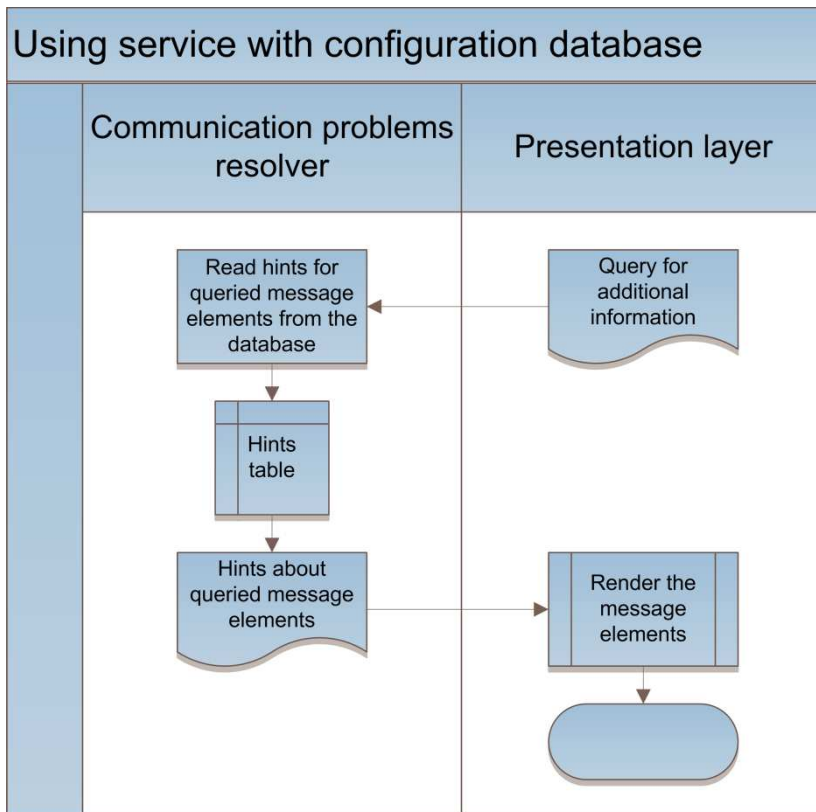 Using service with configuration database
Communication problems
resolver
Presentation layer
Read hints for
queried message
elements from the
database
Query for
additional
information
Hints
table
Hints about
queried message
elements
Render the
message
elements